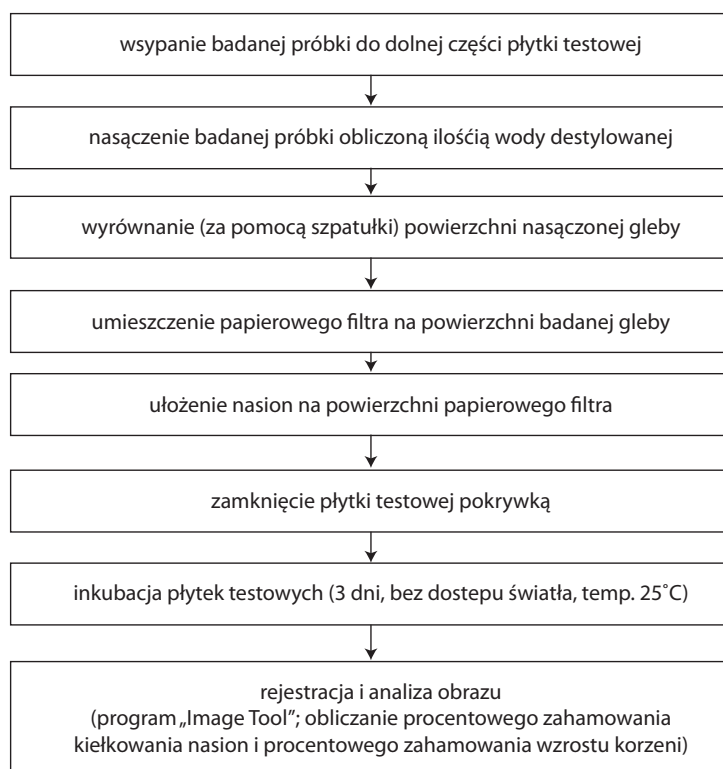 wsypanie badanej próbki do dolnej części płytki testowej
nasączenie badanej próbki obliczoną ilośćią wody destylowanej
wyrównanie (za pomocą szpatułki) powierzchni nasączonej gleby
umieszczenie papierowego filtra na powierzchni badanej gleby
ułożenie nasion na powierzchni papierowego filtra
zamknięcie płytki testowej pokrywką
inkubacja płytek testowych (3 dni, bez dostepu światła, temp. 25˚C)
rejestracja i analiza obrazu
(program „Image Tool”; obliczanie procentowego zahamowania
kiełkowania nasion i procentowego zahamowania wzrostu korzeni)